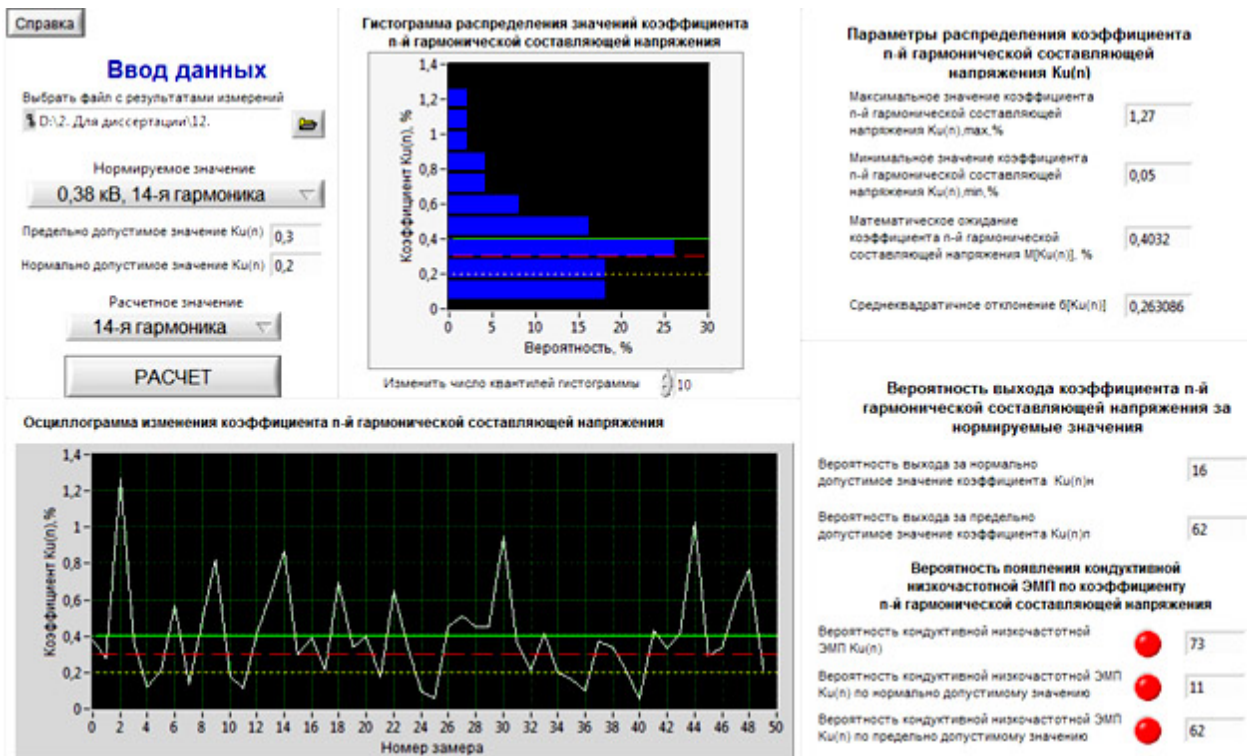 Справка
Ввод данных
Выбрать файл с результатами измерений
D:\2. Для диссертации\12.
Нормируемое значение
0,38 кВ, 14-я гармоника
Предельно допустимое значение Ku(n) 0,3
Нормально допустимое значение Ku(n) 0,2
Расчетное значение
14-я гармоника
РАСЧЕТ
Гистограмма распределения значений коэффициента
n-й гармонической составляющей напряжения
Коэффициент Ku(n), %
1,4
1,2
1
0,8
0,6
0,4
0,2
0
0 5 10 15 20 25 30
Вероятность, %
Изменить число квантилей гистограммы 10
Параметры распределения коэффициента
n-й гармонической составляющей
напряжения Ku(n)
Максимальное значение коэффициента
n-й гармонической составляющей
напряжения Ku(n),max,%
1,27
Минимальное значение коэффициента
n-й гармонической составляющей
напряжения Ku(n),min,%
0,05
Математическое ожидание
коэффициента n-й гармонической
составляющей напряжения M[Ku(n)], %
0,4032
Среднеквадратичное отклонение б[Ku(n)]
0,263086
Осциллограмма изменения коэффициента n-й гармонической составляющей напряжения
Коэффициент Ku(n),%
1,4
1,2
1
0,8
0,6
0,4
0,2
0
0 2 4 6 8 10 12 14 16 18 20 22 24 26 28 30 32 34 36 38 40 42 44 46 48 50
Номер замера
Вероятность выхода коэффициента n-й
гармонической составляющей напряжения за
нормируемые значения
Вероятность выхода за нормально
допустимое значение коэффициента Ku(n)н
16
Вероятность выхода за предельно
допустимое значение коэффициента Ku(n)п
62
Вероятность появления кондуктивной
низкочастотной ЭМП по коэффициенту
n-й гармонической составляющей напряжения
Вероятность кондуктивной низкочастотной
ЭМП Ku(n)
73
Вероятность кондуктивной низкочастотной ЭМП
Ku(n) по нормально допустимому значению
11
Вероятность кондуктивной низкочастотной ЭМП
Ku(n) по предельно допустимому значению
62